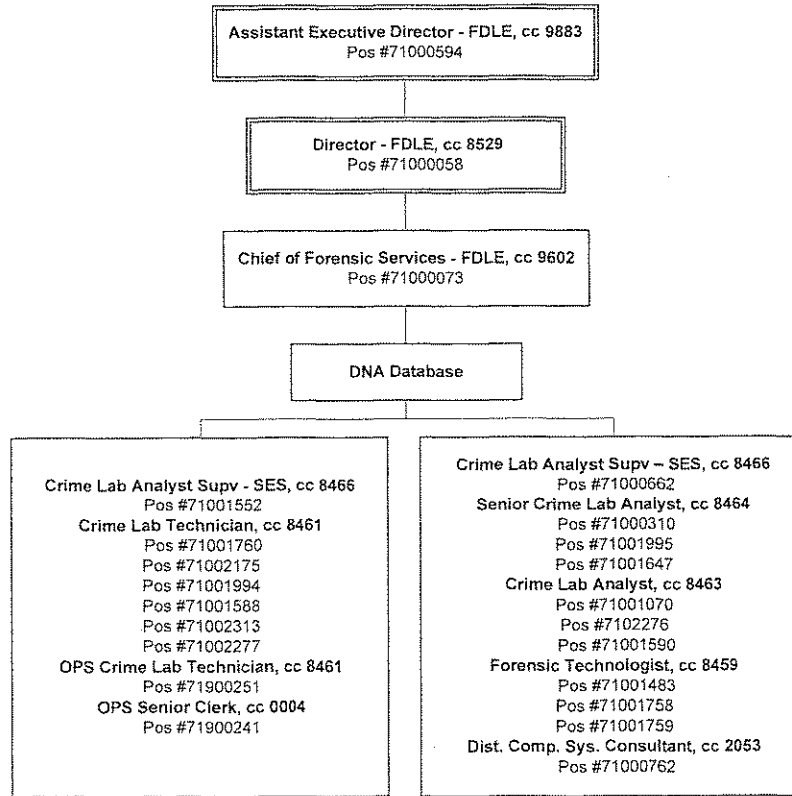 Assistant Executive Director - FDLE, cc 9883
Pos #71000594
Director - FDLE, cc 8529
Pos #71000058
Chief of Forensic Services - FDLE, cc 9602
Pos #71000073
DNA Database
Crime Lab Analyst Supv - SES, cc 8466
Pos #71001552
Crime Lab Technician, cc 8461
Pos #71001760
Pos #71002175
Pos #71001994
Pos #71001588
Pos #71002313
Pos #71002277
OPS Crime Lab Technician, cc 8461
Pos #71900251
OPS Senior Clerk, cc 0004
Pos #71900241
Crime Lab Analyst Supv – SES, cc 8466
Pos #71000662
Senior Crime Lab Analyst, cc 8464
Pos #71000310
Pos #71001995
Pos #71001647
Crime Lab Analyst, cc 8463
Pos #71001070
Pos #7102276
Pos #71001590
Forensic Technologist, cc 8459
Pos #71001483
Pos #71001758
Pos #71001759
Dist. Comp. Sys. Consultant, cc 2053
Pos #71000762